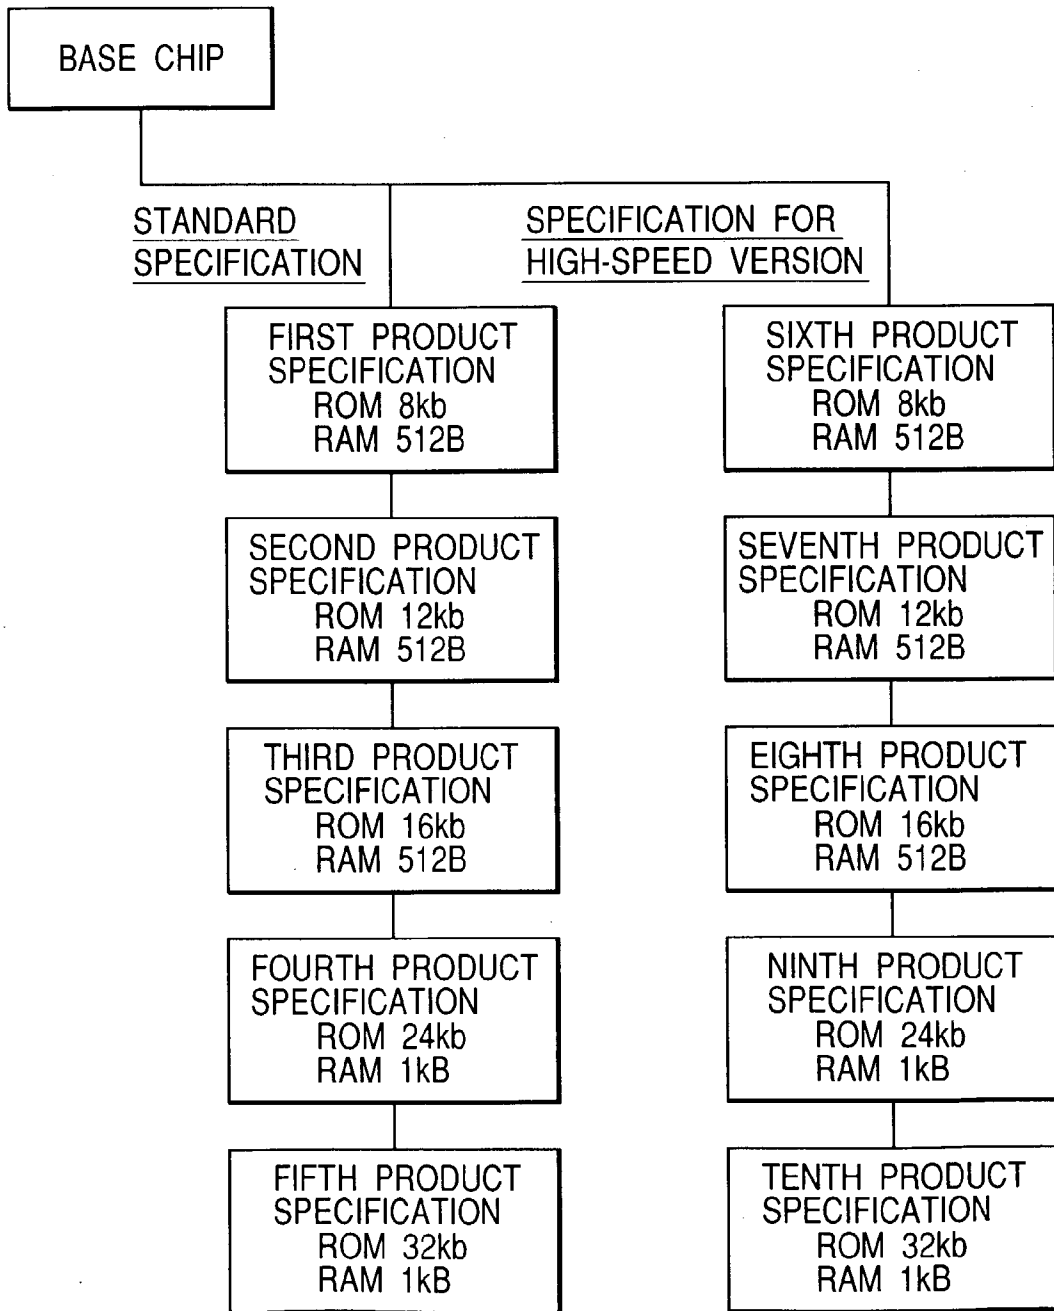 BASE CHIP
STANDARD
SPECIFICATION
SPECIFICATION FOR
HIGH-SPEED VERSION
FIRST PRODUCT
SPECIFICATION
ROM 8kb
RAM 512B
SECOND PRODUCT
SPECIFICATION
ROM 12kb
RAM 512B
THIRD PRODUCT
SPECIFICATION
ROM 16kb
RAM 512B
FOURTH PRODUCT
SPECIFICATION
ROM 24kb
RAM 1kB
FIFTH PRODUCT
SPECIFICATION
ROM 32kb
RAM 1kB
SIXTH PRODUCT
SPECIFICATION
ROM 8kb
RAM 512B
SEVENTH PRODUCT
SPECIFICATION
ROM 12kb
RAM 512B
EIGHTH PRODUCT
SPECIFICATION
ROM 16kb
RAM 512B
NINTH PRODUCT
SPECIFICATION
ROM 24kb
RAM 1kB
TENTH PRODUCT
SPECIFICATION
ROM 32kb
RAM 1kB